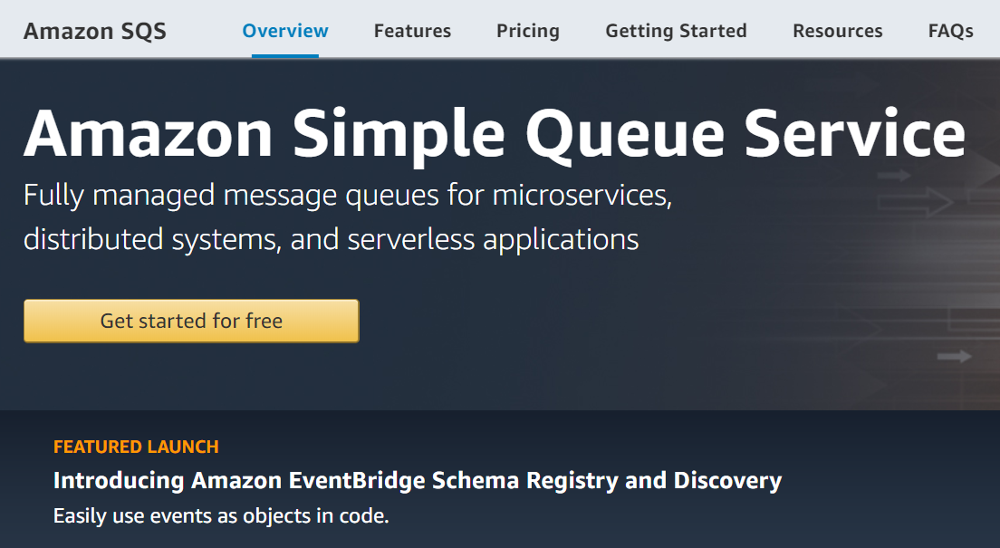 Amazon SQS Overview Features Pricing Getting Started Resources FAQs
Amazon Simple Queue Service
Fully managed message queues for microservices,
distributed systems, and serverless applications
Get started for free
FEATURED LAUNCH
Introducing Amazon EventBridge Schema Registry and Discovery
Easily use events as objects in code.